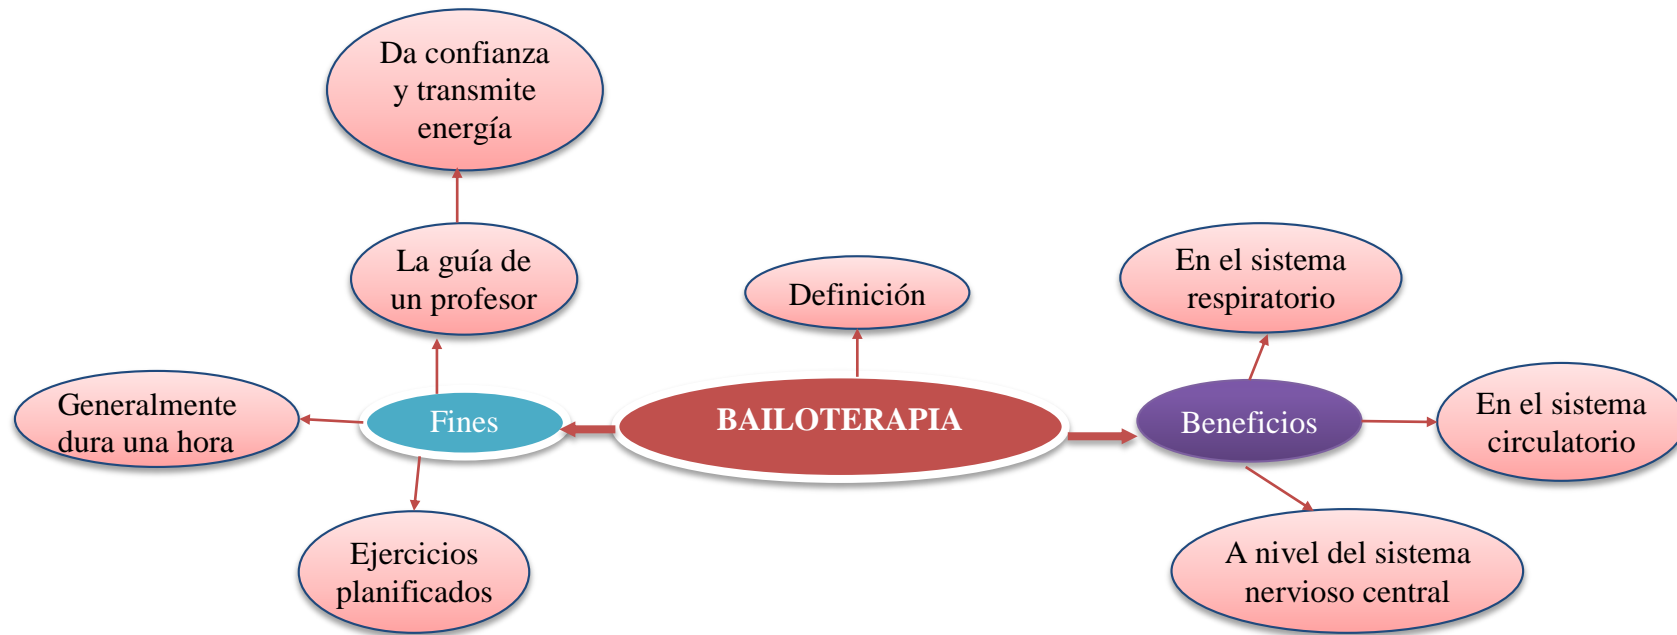 Da confianza
y transmite
energía
La guía de
un profesor
Definición
En el sistema
respiratorio
Generalmente
dura una hora
Fines
BAILOTERAPIA
Beneficios
En el sistema
circulatorio
Ejercicios
planificados
A nivel del sistema
nervioso central